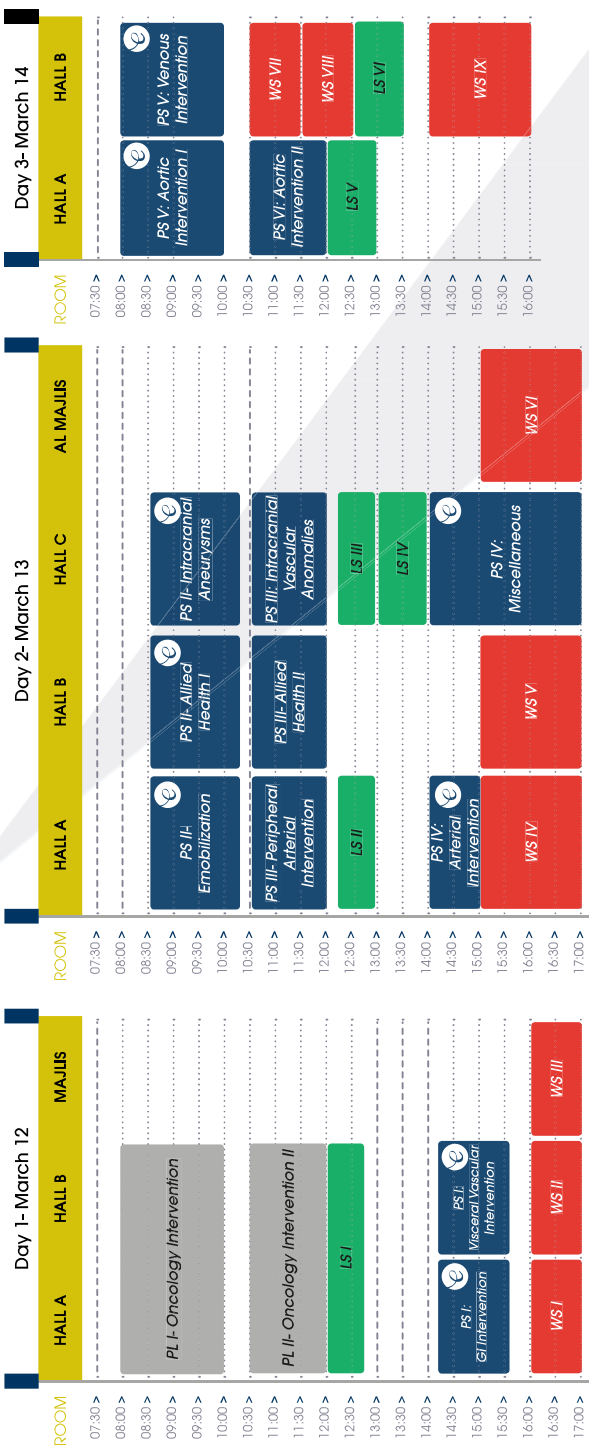 Day 1- March 12
ROOM
HALL A
HALL B
MAJLIS
07:30 >
08:00 >
08:30 >
09:00 >
09:30 >
10:00 >
10:30 >
11:00 >
11:30 >
12:00 >
12:30 >
13:00 >
13:30 >
14:00 >
14:30 >
15:00 >
15:30 >
16:00 >
16:30 >
17:00 >
PL I- Oncology Intervention
PL II- Oncology Intervention II
LS I
PS I:
GI Intervention
e
PS I:
Visceral Vascular
Intervention
e
WS I
WS II
WS III
Day 2- March 13
ROOM
HALL A
HALL B
HALL C
AL MAJLIS
07:30 >
08:00 >
08:30 >
09:00 >
09:30 >
10:00 >
10:30 >
11:00 >
11:30 >
12:00 >
12:30 >
13:00 >
13:30 >
14:00 >
14:30 >
15:00 >
15:30 >
16:00 >
16:30 >
17:00 >
PS II-
Emobilization
e
PS II- Allied
Health I
e
PS II- Intracranial
Aneurysms
e
PS III- Peripheral
Arterial
Intervention
PS III- Allied
Health II
PS III: Intracranial
Vascular
Anomalies
LS II
LS III
LS IV
PS IV:
Arterial
Intervention
e
PS IV:
Miscellaneous
e
WS IV
WS V
WS VI
Day 3- March 14
ROOM
HALL A
HALL B
07:30 >
08:00 >
08:30 >
09:00 >
09:30 >
10:00 >
10:30 >
11:00 >
11:30 >
12:00 >
12:30 >
13:00 >
13:30 >
14:00 >
14:30 >
15:00 >
15:30 >
16:00 >
PS V: Aortic
Intervention I
e
PS V: Venous
Intervention
e
PS VI: Aortic
Intervention II
WS VII
WS VIII
LS V
LS VI
WS IX